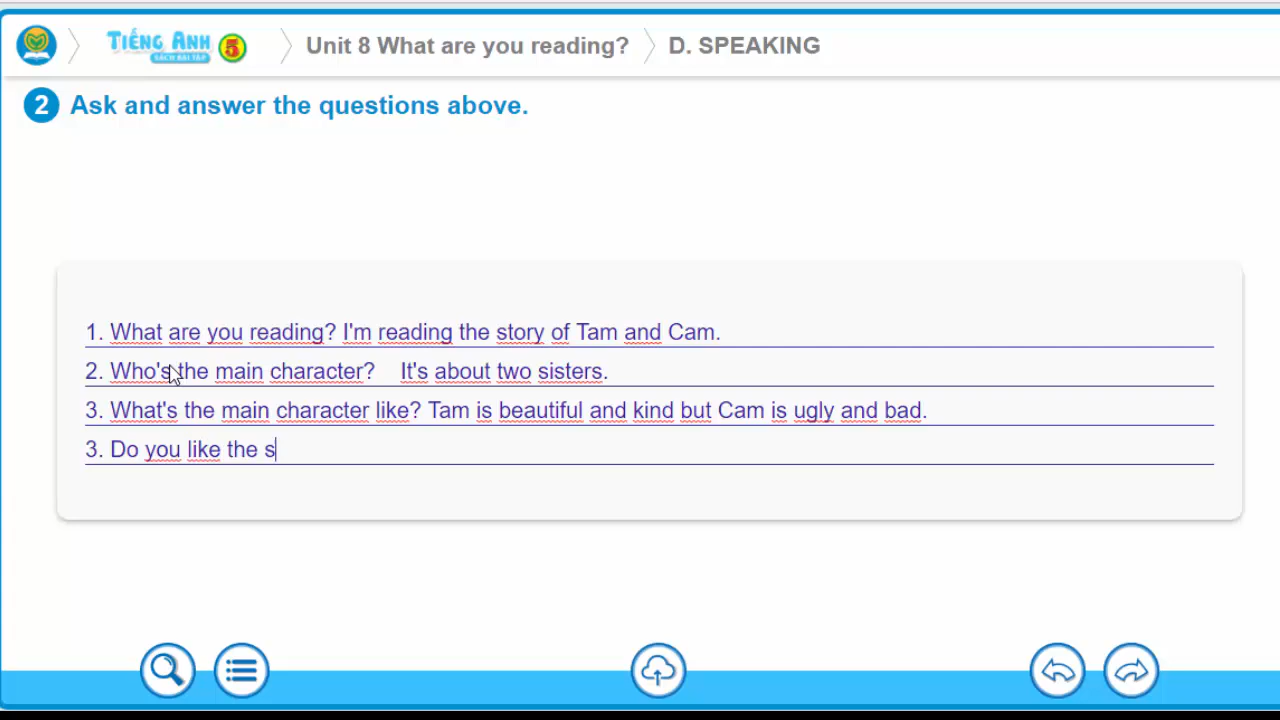 TIẾNG ANH 5
SÁCH BÀI TẬP
Unit 8 What are you reading?
D. SPEAKING
2 Ask and answer the questions above.
1. What are you reading? I'm reading the story of Tam and Cam.
2. Who's the main character? It's about two sisters.
3. What's the main character like? Tam is beautiful and kind but Cam is ugly and bad.
3. Do you like the s